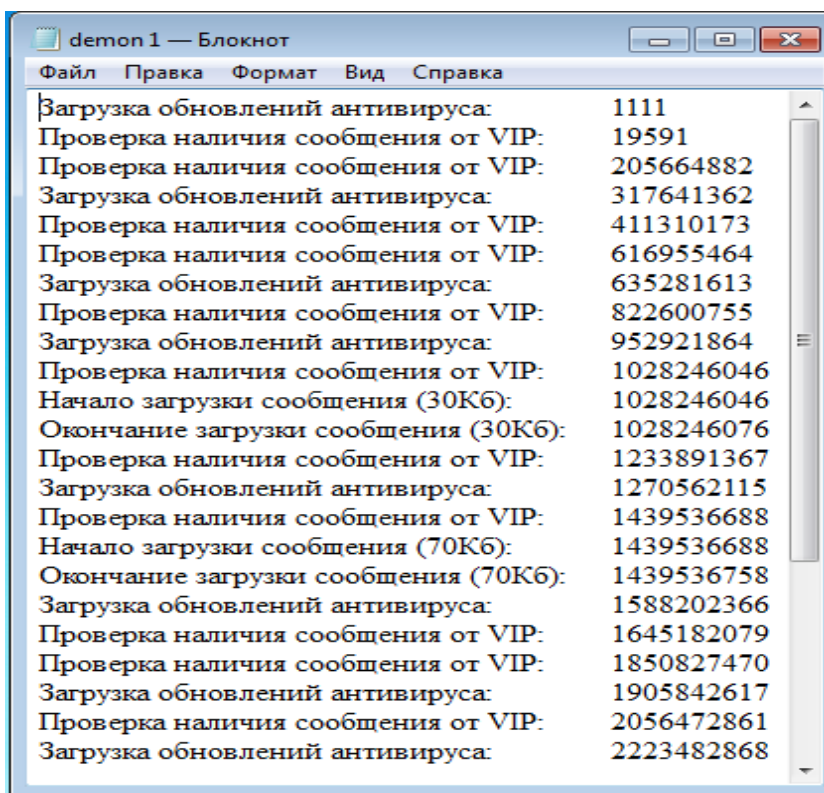 demon 1 — Блокнот
Файл Правка Формат Вид Справка
Загрузка обновлений антивируса: 1111
Проверка наличия сообщения от VIP: 19591
Проверка наличия сообщения от VIP: 205664882
Загрузка обновлений антивируса: 317641362
Проверка наличия сообщения от VIP: 411310173
Проверка наличия сообщения от VIP: 616955464
Загрузка обновлений антивируса: 635281613
Проверка наличия сообщения от VIP: 822600755
Загрузка обновлений антивируса: 952921864
Проверка наличия сообщения от VIP: 1028246046
Начало загрузки сообщения (30Кб): 1028246046
Окончание загрузки сообщения (30Кб): 1028246076
Проверка наличия сообщения от VIP: 1233891367
Загрузка обновлений антивируса: 1270562115
Проверка наличия сообщения от VIP: 1439536688
Начало загрузки сообщения (70Кб): 1439536688
Окончание загрузки сообщения (70Кб): 1439536758
Загрузка обновлений антивируса: 1588202366
Проверка наличия сообщения от VIP: 1645182079
Проверка наличия сообщения от VIP: 1850827470
Загрузка обновлений антивируса: 1905842617
Проверка наличия сообщения от VIP: 2056472861
Загрузка обновлений антивируса: 2223482868